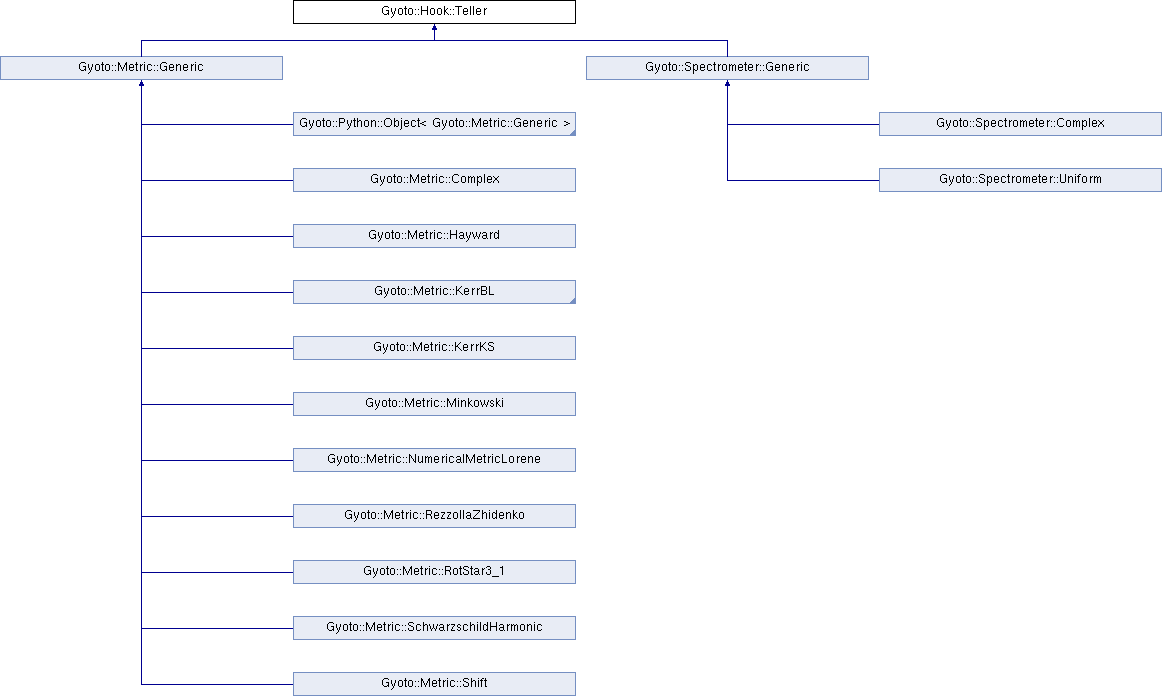 Gyoto::Hook::Teller
Gyoto::Metric::Generic
Gyoto::Spectrometer::Generic
Gyoto::Python::Object< Gyoto::Metric::Generic >
Gyoto::Spectrometer::Complex
Gyoto::Metric::Complex
Gyoto::Spectrometer::Uniform
Gyoto::Metric::Hayward
Gyoto::Metric::KerrBL
Gyoto::Metric::KerrKS
Gyoto::Metric::Minkowski
Gyoto::Metric::NumericalMetricLorene
Gyoto::Metric::RezzollaZhidenko
Gyoto::Metric::RotStar3_1
Gyoto::Metric::SchwarzschildHarmonic
Gyoto::Metric::Shift